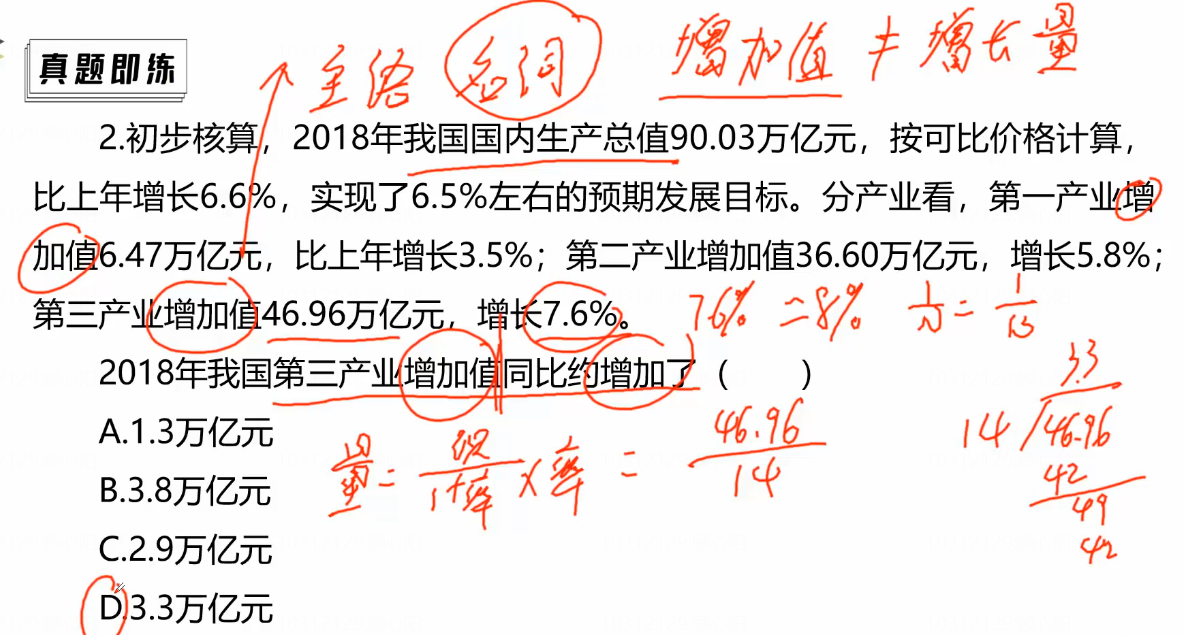 真题即练
主语 名词 增加值 ≠ 增长量
2.初步核算，2018年我国国内生产总值90.03万亿元，按可比价格计算，
比上年增长6.6%，实现了6.5%左右的预期发展目标。分产业看，第一产业增
加值6.47万亿元，比上年增长3.5%；第二产业增加值36.60万亿元，增长5.8%；
第三产业增加值46.96万亿元，增长7.6%。
7.6% = 8% 1/N = 1/13
2018年我国第三产业增加值同比约增加了（ ）
A.1.3万亿元
量 = 现/1+率 × 率 = 46.96/14
3.3
14 46.96
42
49
42
B.3.8万亿元
C.2.9万亿元
D.3.3万亿元